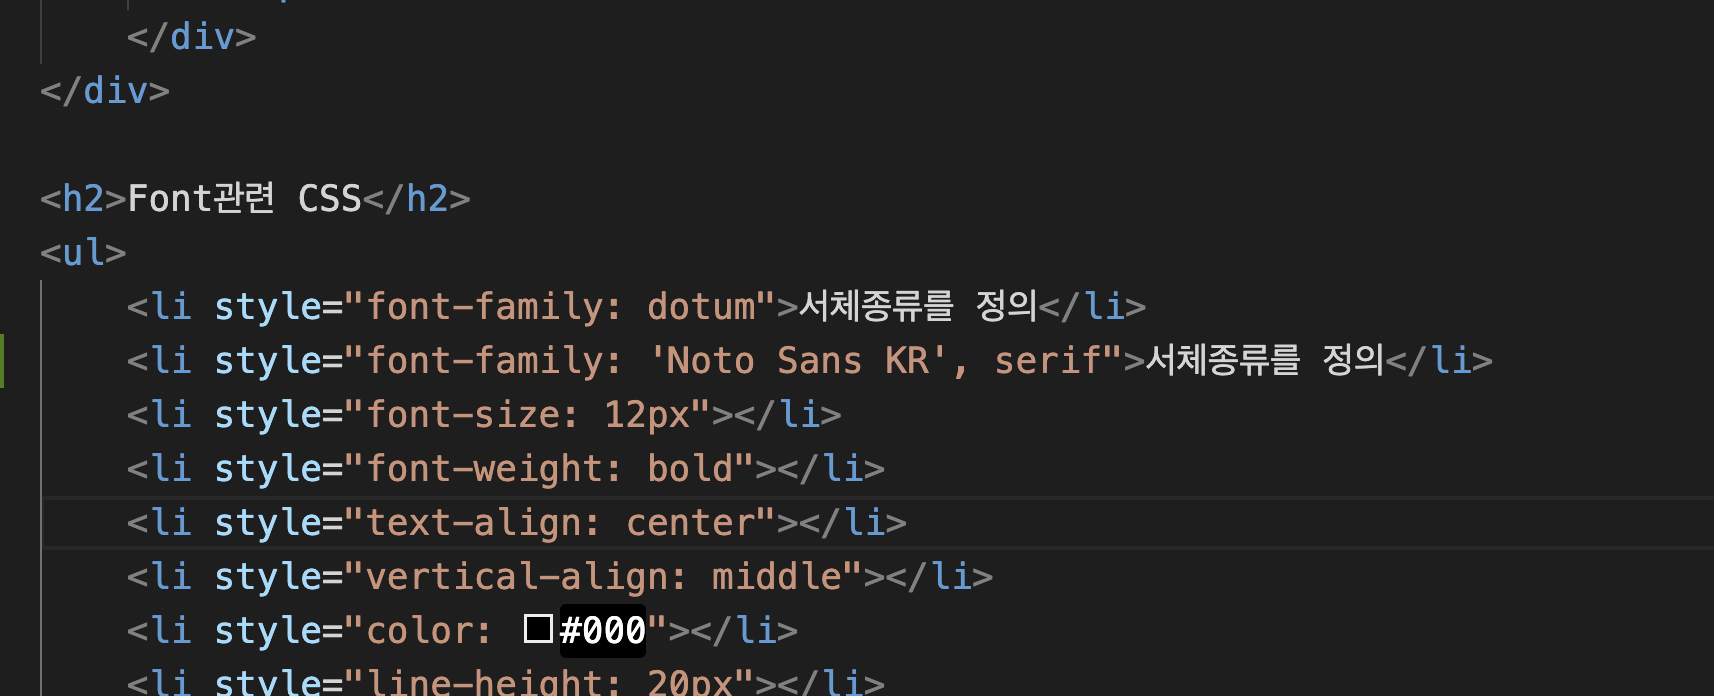 </div>
</div>
<h2>Font관련 CSS</h2>
<ul>
<li style="font-family: dotum">서체종류를 정의</li>
<li style="font-family: 'Noto Sans KR', serif">서체종류를 정의</li>
<li style="font-size: 12px"></li>
<li style="font-weight: bold"></li>
<li style="text-align: center"></li>
<li style="vertical-align: middle"></li>
<li style="color: #000"></li>
<li style="line-height: 20px"></li>